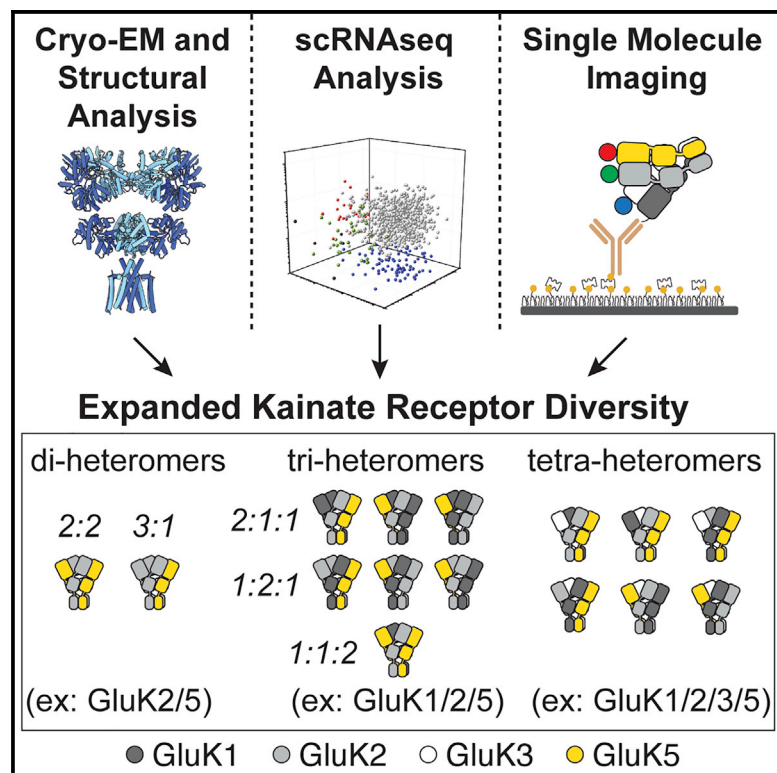 Cryo-EM and
Structural
Analysis
scRNAseq
Analysis
Single Molecule
Imaging
Expanded Kainate Receptor Diversity
di-heteromers
tri-heteromers
tetra-heteromers
2:2
3:1
2:1:1
1:2:1
1:1:2
(ex: GluK2/5)
(ex: GluK1/2/5)
(ex: GluK1/2/3/5)
GluK1
GluK2
GluK3
GluK5